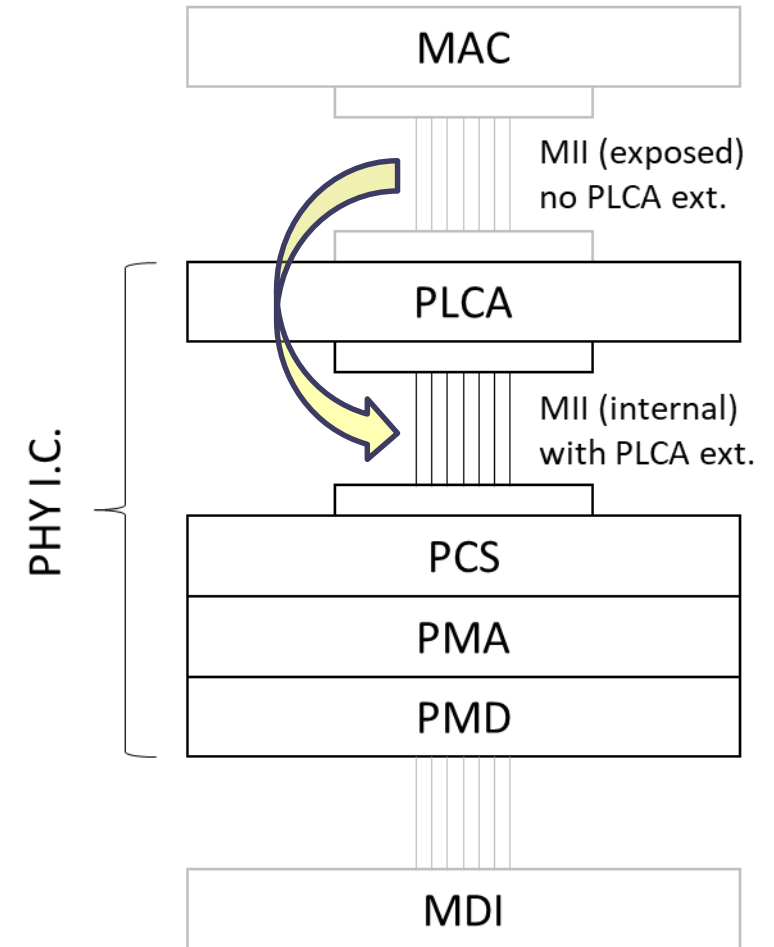 MAC
MII (exposed)
no PLCA ext.
PLCA
MII (internal)
with PLCA ext.
PHY I.C.
PCS
PMA
PMD
MDI